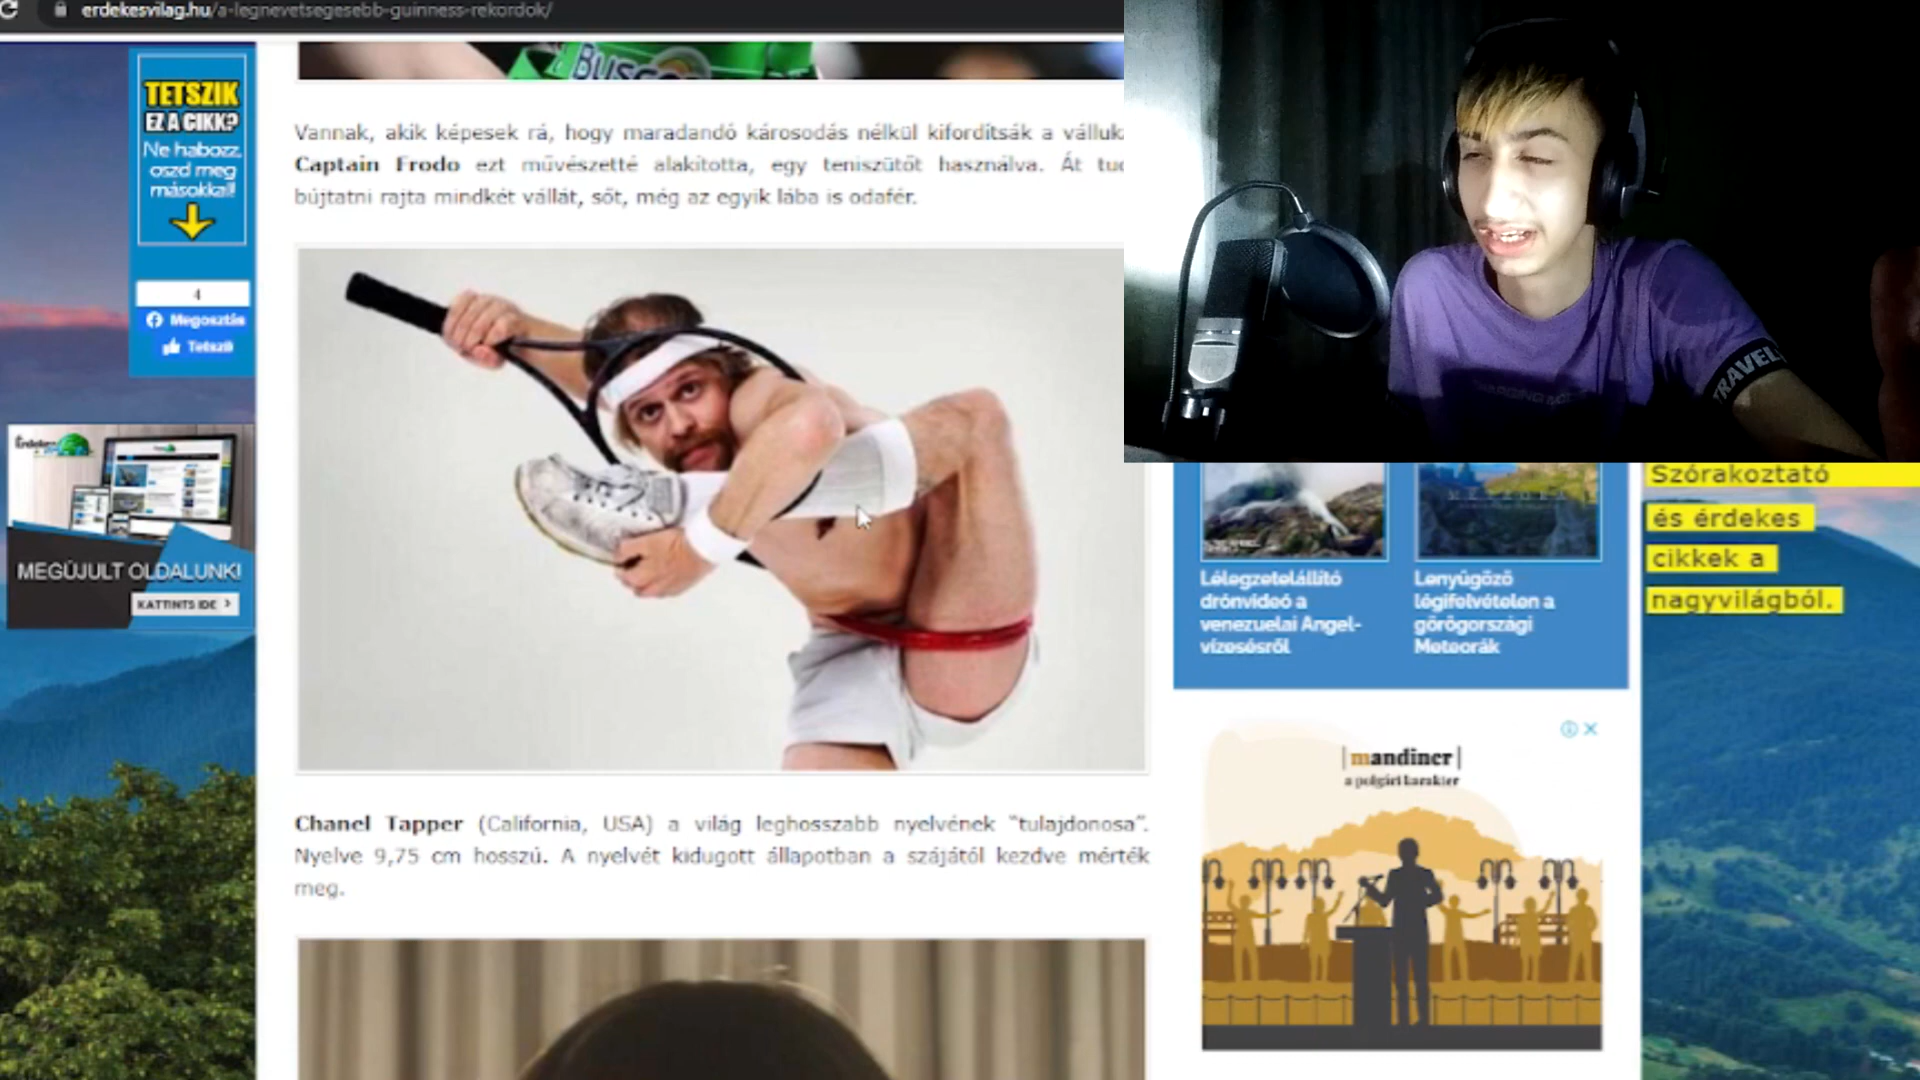 erdekesvilag.hu/a-legnevetsegesebb-guinness-rekordok/
TETSZIK
EZ A CIKK?
Ne habozz,
oszd meg
másokkal!
4
Megosztás
Tetszik
MEGÚJULT OLDALUNK!
KATTINTS IDE
Vannak, akik képesek rá, hogy maradandó károsodás nélkül kifordítsák a válluk
Captain Frodo ezt művészetté alakította, egy teniszütőt használva. Át tud
bújtatni rajta mindkét vállát, sőt, még az egyik lába is odafér.
Chanel Tapper (California, USA) a világ leghosszabb nyelvének "tulajdonosa".
Nyelve 9,75 cm hosszú. A nyelvét kidugott állapotban a szájától kezdve mérték
meg.
TRAVEL
Lélegzetelállító
drónvideó a
venezuelai Angel-
vízesésről
Lenyűgöző
légifelvételen a
görögországi
Meteorák
Szórakoztató
és érdekes
cikkek a
nagyvilágból.
mandiner
a polgári karakter